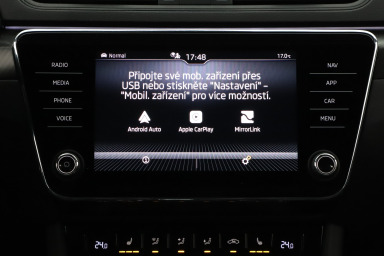 Normal 17:48 17.0°C
RADIO
MEDIA
PHONE
VOICE
Připojte své mob. zařízení přes
USB nebo stiskněte "Nastavení" –
"Mobil. zařízení" pro více možností.
Android Auto Apple CarPlay MirrorLink
NAV
APP
CAR
MENU
24.0 24.0